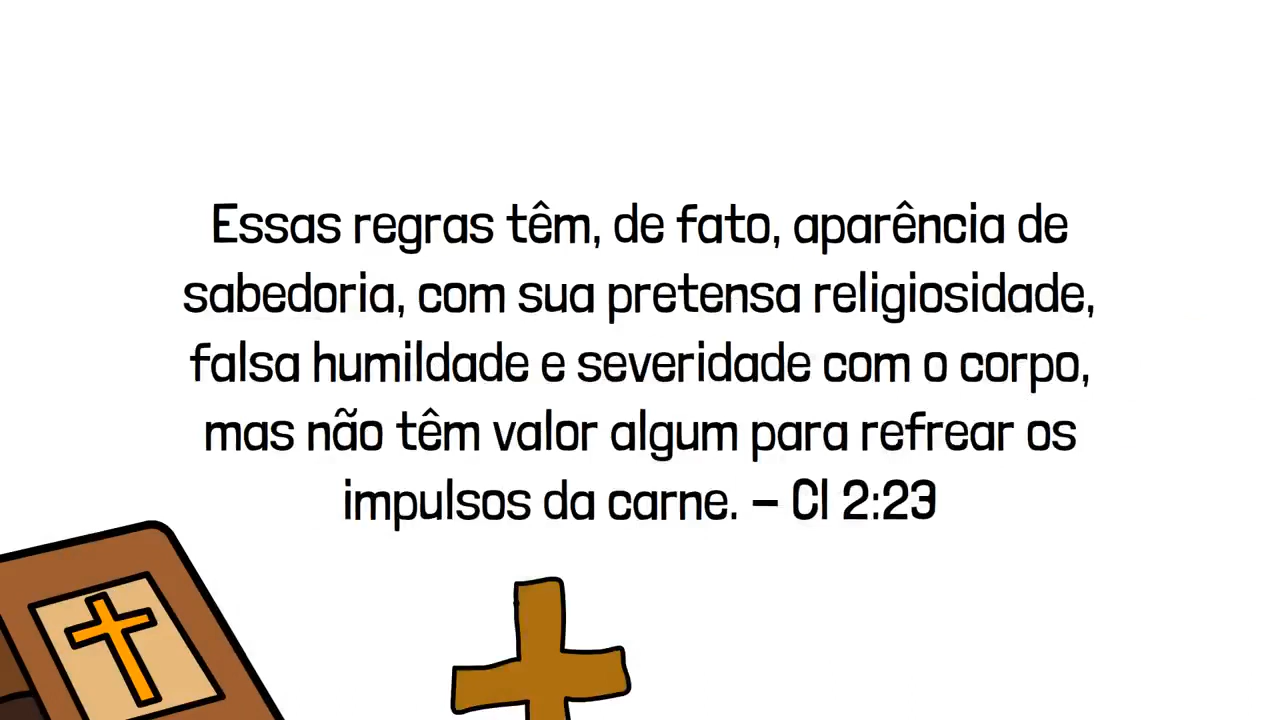 Essas regras têm, de fato, aparência de
sabedoria, com sua pretensa religiosidade,
falsa humildade e severidade com o corpo,
mas não têm valor algum para refrear os
impulsos da carne. – Cl 2:23